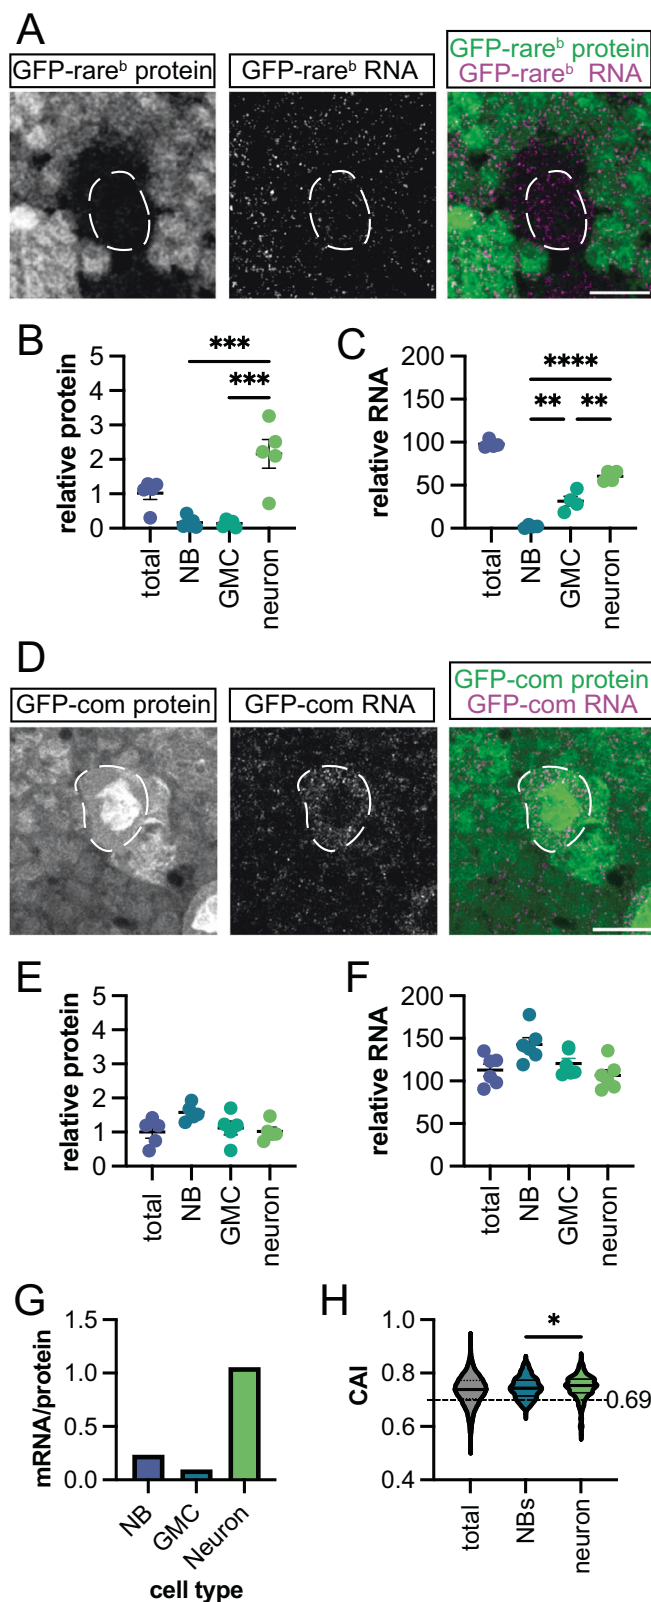 A
GFP-rareᵇ protein
GFP-rareᵇ RNA
GFP-rareᵇ protein
GFP-rareᵇ RNA
B
relative protein
5
4
3
2
1
0
***
***
total
NB
GMC
neuron
C
relative RNA
200
150
100
50
0
****
**
**
total
NB
GMC
neuron
D
GFP-com protein
GFP-com RNA
GFP-com protein
GFP-com RNA
E
relative protein
5
4
3
2
1
0
total
NB
GMC
neuron
F
relative RNA
200
150
100
50
0
total
NB
GMC
neuron
G
mRNA/protein
1.5
1.0
0.5
0.0
NB
GMC
Neuron
cell type
H
CAI
1.0
0.8
0.6
0.4
*
0.69
total
NBs
neuron